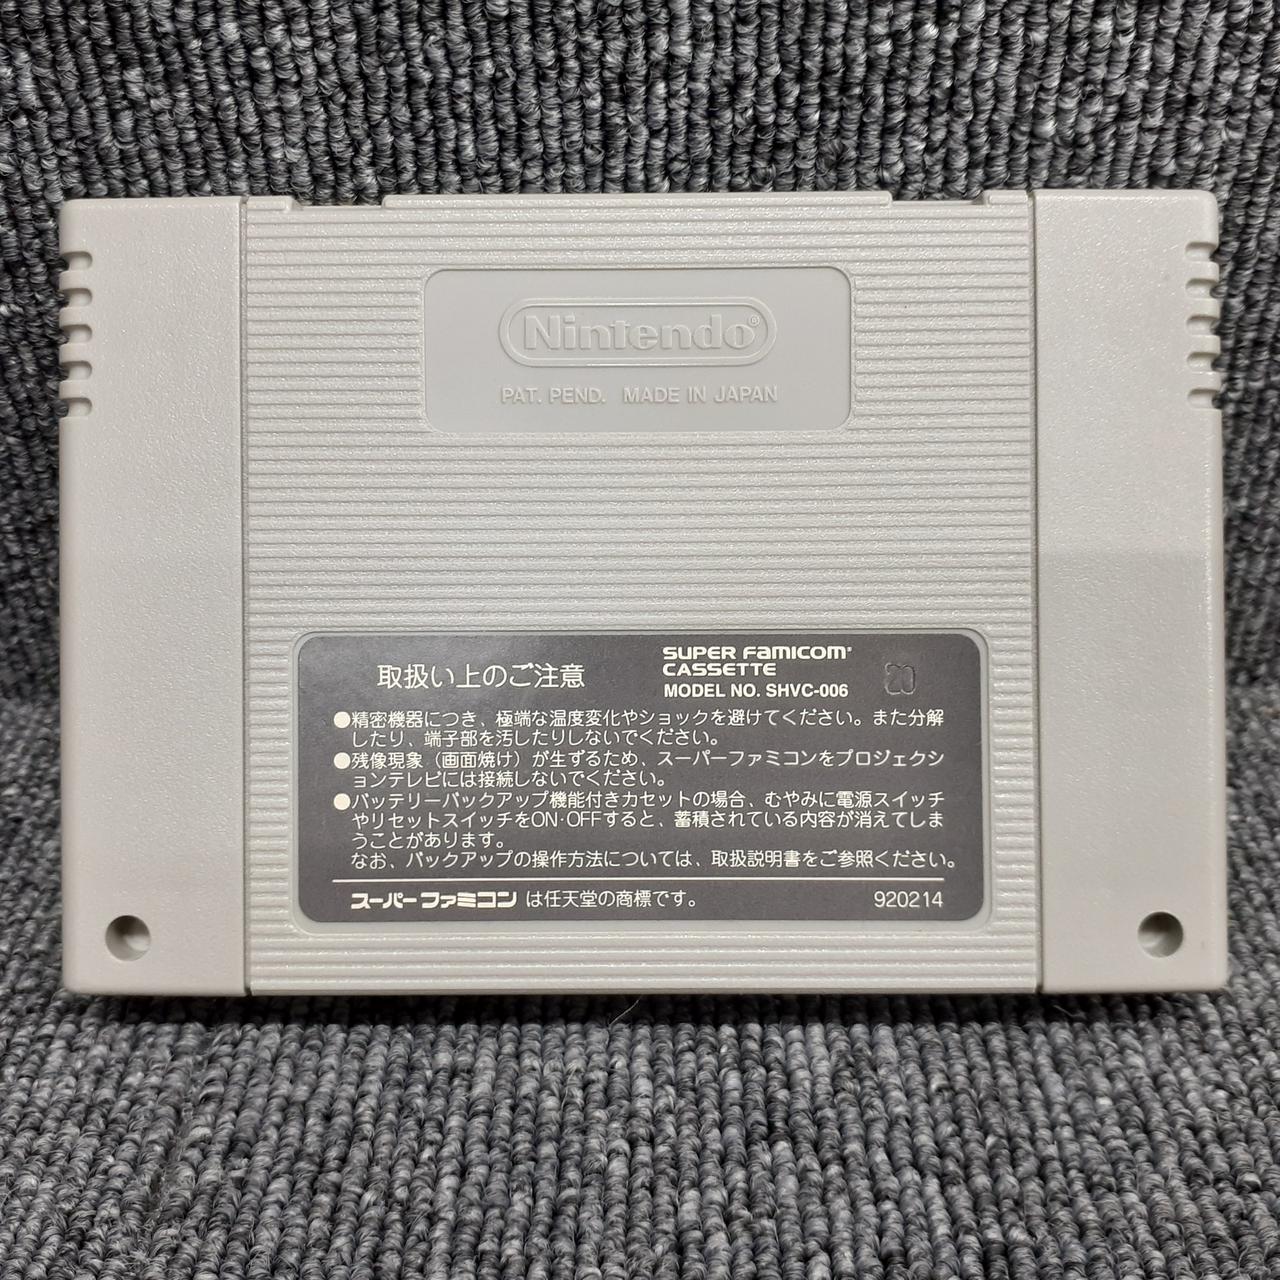 Nintendo®
PAT. PEND. MADE IN JAPAN
取扱い上のご注意
SUPER FAMICOM®
CASSETTE
MODEL NO. SHVC-006
20
●精密機器につき、極端な温度変化やショックを避けてください。また分解
したり、端子部を汚したりしないでください。
●残像現象（画面焼け）が生ずるため、スーパーファミコンをプロジェクシ
ョンテレビには接続しないでください。
●バッテリーバックアップ機能付きカセットの場合、むやみに電源スイッチ
やリセットスイッチをON・OFFすると、蓄積されている内容が消えてしま
うことがあります。
なお、バックアップの操作方法については、取扱説明書をご参照ください。
スーパーファミコン は任天堂の商標です。
920214